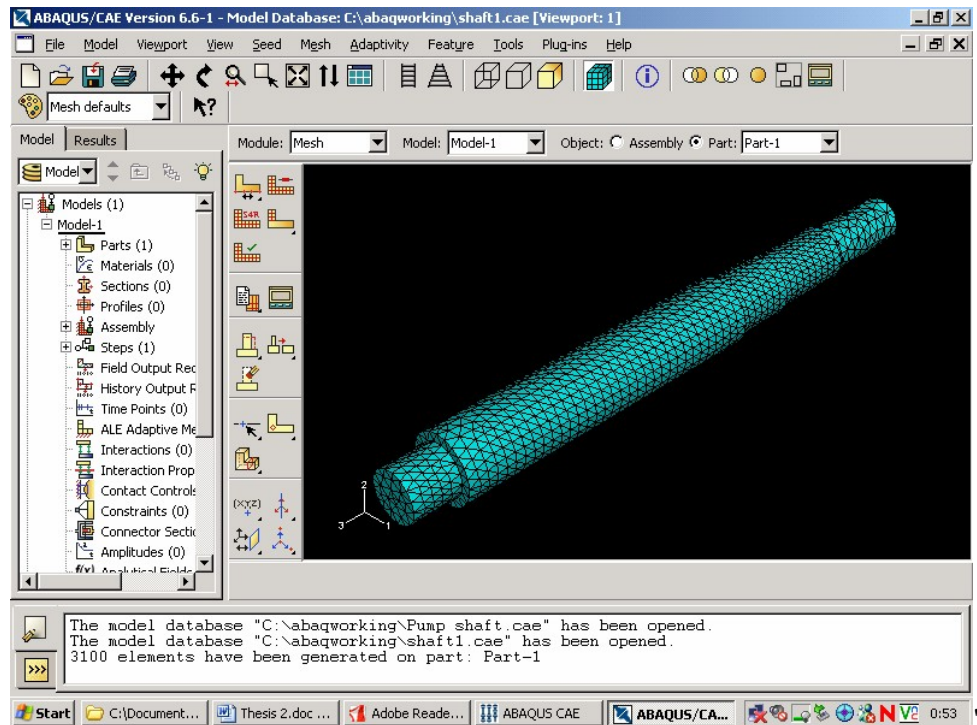 ABAQUS/CAE Version 6.6-1 - Model Database: C:\abaqworking\shaft1.cae [Viewport: 1]
File Model Viewport View Seed Mesh Adaptivity Feature Tools Plug-ins Help
Mesh defaults
Model Results
Module: Mesh Model: Model-1 Object: Assembly Part: Part-1
Model
Models (1)
Model-1
Parts (1)
Materials (0)
Sections (0)
Profiles (0)
Assembly
Steps (1)
Field Output Rec
History Output R
Time Points (0)
ALE Adaptive Me
Interactions (0)
Interaction Prop
Contact Controls
Constraints (0)
Connector Sectio
Amplitudes (0)
f(x) Analytical Fields
S4R
(XYZ)
2
3
1
The model database "C:\abaqworking\Pump shaft.cae" has been opened.
The model database "C:\abaqworking\shaft1.cae" has been opened.
3100 elements have been generated on part: Part-1
>>>
Start C:\Document... Thesis 2.doc ... Adobe Reade... ABAQUS CAE ABAQUS/CA... N V2 0:53